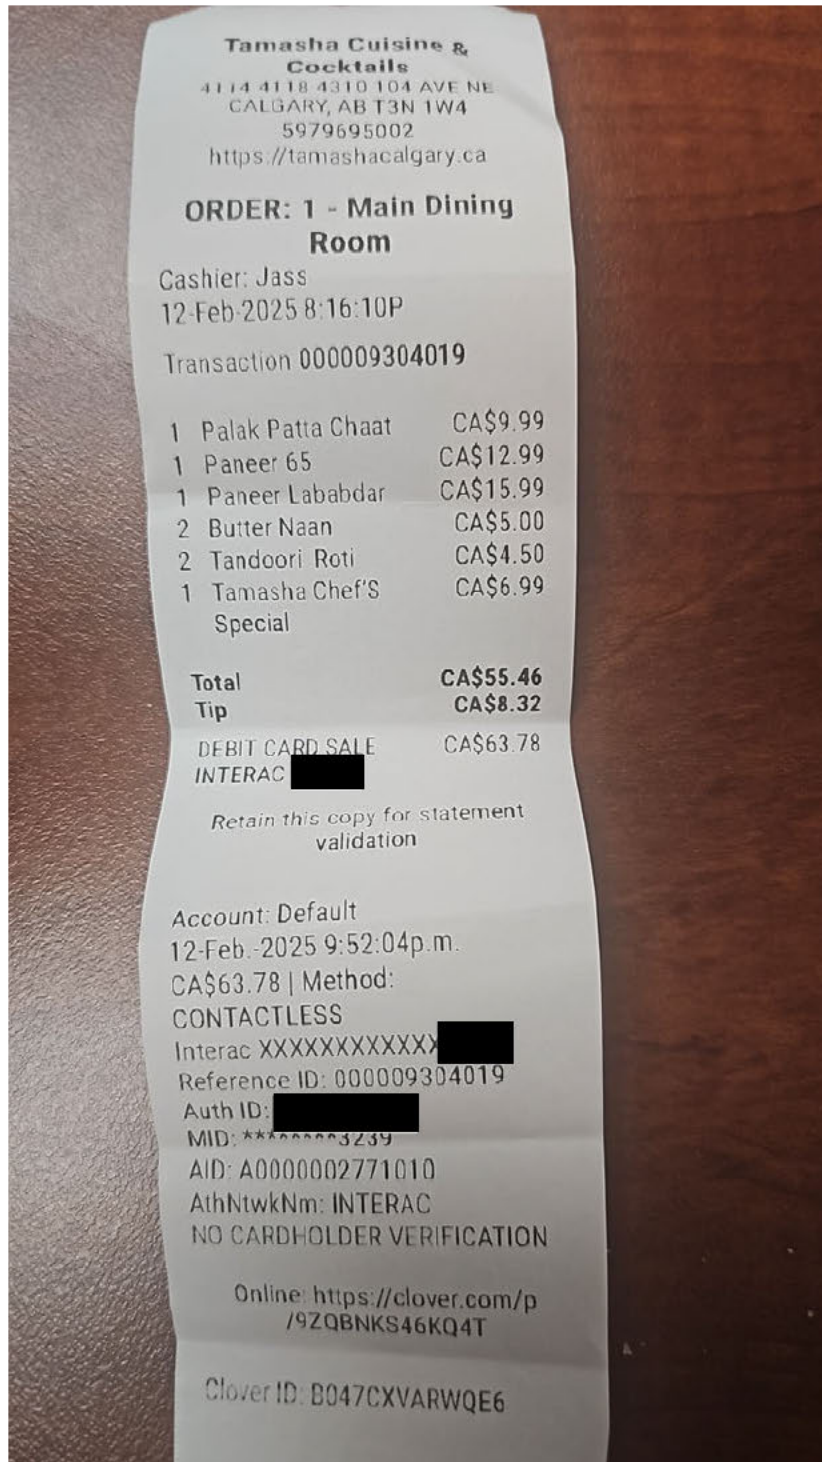 Tamasha Cuisine &
Cocktails
4114 4118 4310 104 AVE NE
CALGARY, AB T3N 1W4
5979695002
https://tamashacalgary.ca
ORDER: 1 - Main Dining
Room
Cashier: Jass
12-Feb-2025 8:16:10P
Transaction 000009304019
1 Palak Patta Chaat CA$9.99
1 Paneer 65 CA$12.99
1 Paneer Lababdar CA$15.99
2 Butter Naan CA$5.00
2 Tandoori Roti CA$4.50
1 Tamasha Chef'S CA$6.99
Special
Total CA$55.46
Tip CA$8.32
DEBIT CARD SALE CA$63.78
INTERAC
Retain this copy for statement
validation
Account: Default
12-Feb.-2025 9:52:04p.m.
CA$63.78 | Method:
CONTACTLESS
Interac XXXXXXXXXXXX
Reference ID: 000009304019
Auth ID:
MID: ********3239
AID: A0000002771010
AthNtwkNm: INTERAC
NO CARDHOLDER VERIFICATION
Online: https://clover.com/p
/9ZQBNKS46KQ4T
Clover ID: B047CXVARWQE6